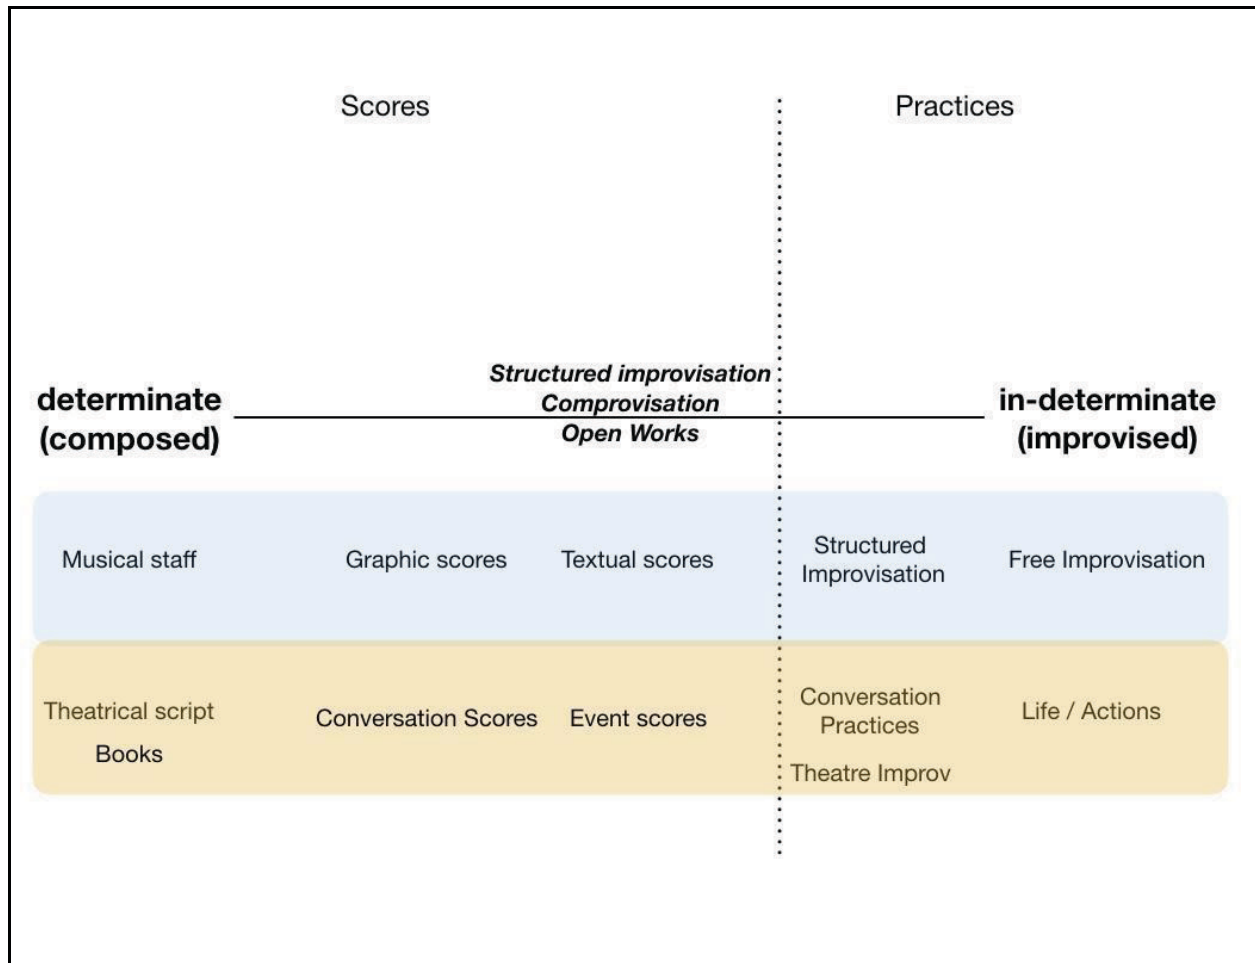 Scores
Practices
Structured improvisation
Comprovisation
Open Works
determinate
(composed)
in-determinate
(improvised)
Musical staff
Graphic scores
Textual scores
Structured
Improvisation
Free Improvisation
Theatrical script
Books
Conversation Scores
Event scores
Conversation
Practices
Theatre Improv
Life / Actions